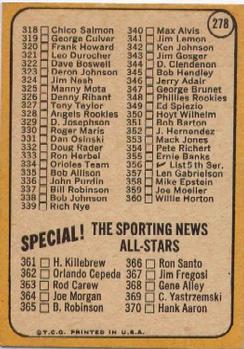 278
318 Chico Salmon
319 George Culver
320 Frank Howard
321 Leo Durocher
322 Dave Boswell
323 Deron Johnson
324 Jim Nash
325 Manny Mota
326 Denny Ribant
327 Tony Taylor
328 Angels Rookies
329 D. Josephson
330 Roger Maris
331 Dan Osinski
332 Doug Rader
333 Ron Herbel
334 Orioles Team
335 Bob Allison
336 John Purdin
337 Bill Robinson
338 Bob Johnson
339 Rich Nye
340 Max Alvis
341 Jim Lemon
342 Ken Johnson
343 Jim Gosger
344 D. Clendenon
345 Bob Hendley
346 Jerry Adair
347 George Brunet
348 Phillies Rookies
349 Ed Spiezio
350 Hoyt Wilhelm
351 Bob Barton
352 J. Hernandez
353 Mack Jones
354 Pete Richert
355 Ernie Banks
356 List 5th Ser.
357 Len Gabrielson
358 Mike Epstein
359 Joe Moeller
360 Willie Horton
SPECIAL! THE SPORTING NEWS
ALL-STARS
361 H. Killebrew
362 Orlando Cepeda
363 Rod Carew
364 Joe Morgan
365 B. Robinson
366 Ron Santo
367 Jim Fregosi
368 Gene Alley
369 C. Yastrzemski
370 Hank Aaron
© T.C.G. PRINTED IN U.S.A.